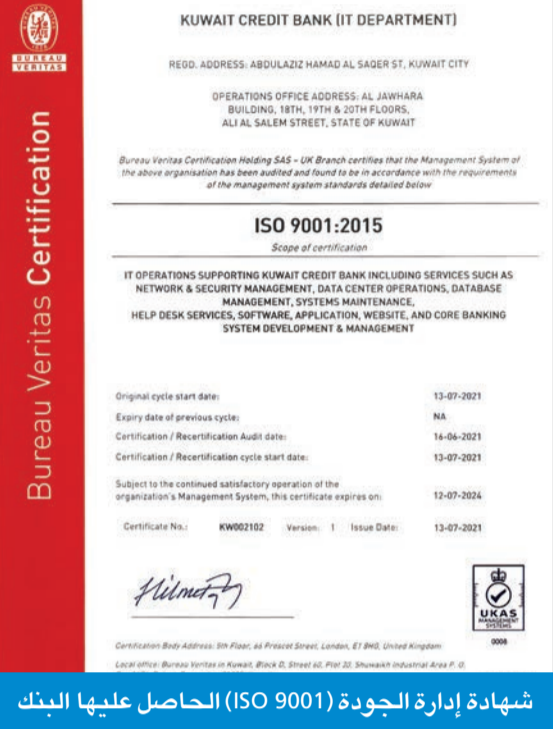 BUREAU
VERITAS
Bureau Veritas Certification
KUWAIT CREDIT BANK (IT DEPARTMENT)
REGD. ADDRESS: ABDULAZIZ HAMAD AL SAQER ST, KUWAIT CITY
OPERATIONS OFFICE ADDRESS: AL JAWHARA
BUILDING, 18TH, 19TH & 20TH FLOORS,
ALI AL SALEM STREET, STATE OF KUWAIT
Bureau Veritas Certification Holding SAS – UK Branch certifies that the Management System of
the above organisation has been audited and found to be in accordance with the requirements
of the management system standards detailed below
ISO 9001:2015
Scope of certification
IT OPERATIONS SUPPORTING KUWAIT CREDIT BANK INCLUDING SERVICES SUCH AS
NETWORK & SECURITY MANAGEMENT, DATA CENTER OPERATIONS, DATABASE
MANAGEMENT, SYSTEMS MAINTENANCE,
HELP DESK SERVICES, SOFTWARE, APPLICATION, WEBSITE, AND CORE BANKING
SYSTEM DEVELOPMENT & MANAGEMENT
Original cycle start date: 13-07-2021
Expiry date of previous cycle: NA
Certification / Recertification Audit date: 16-06-2021
Certification / Recertification cycle start date: 13-07-2021
Subject to the continued satisfactory operation of the
organization's Management System, this certificate expires on: 12-07-2024
Certificate No.: KW002102 Version: 1 Issue Date: 13-07-2021
UKAS
MANAGEMENT
SYSTEMS
0008
Certification Body Address: 5th Floor, 66 Prescot Street, London, E1 8HG, United Kingdom
Local office: Bureau Veritas in Kuwait, Block D, Street 60, Plot 32, Shuwaikh Industrial Area P. O.
شهادة إدارة الجودة (ISO 9001) الحاصل عليها البنك